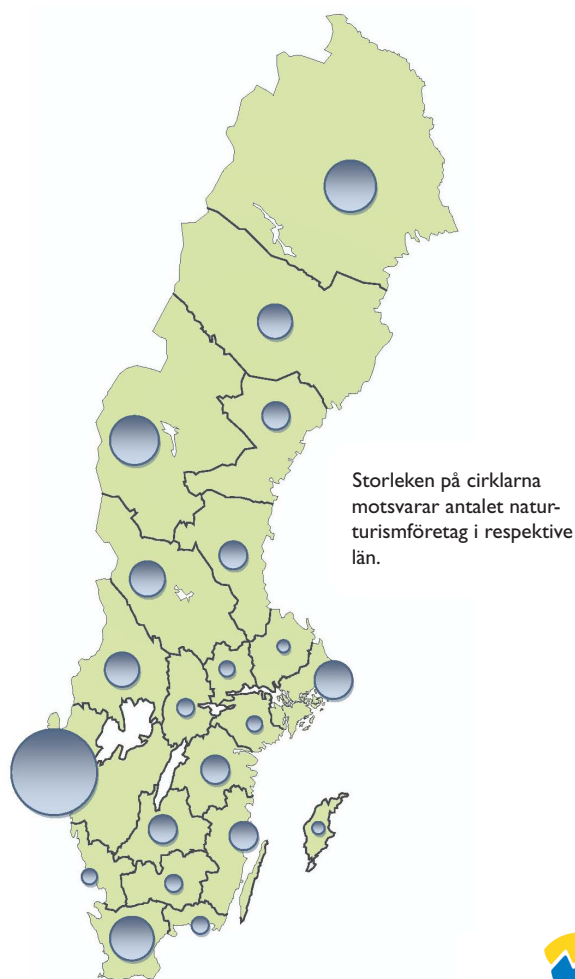 Storleken på cirklarna
motsvarar antalet natur-
turismföretag i respektive
län.